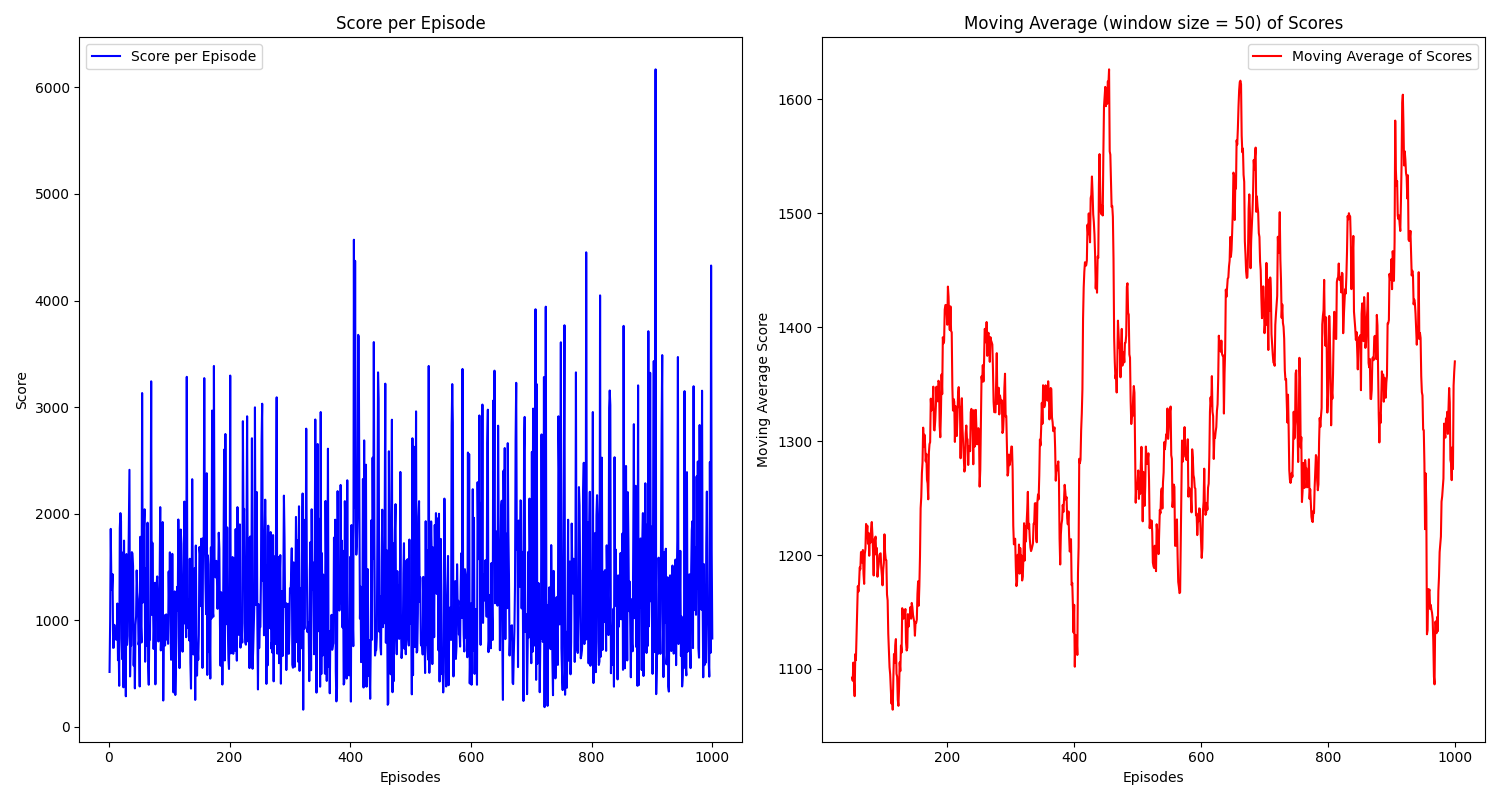 Score per Episode
Score per Episode
6000
5000
4000
3000
2000
1000
0
Score
0 200 400 600 800 1000
Episodes
Moving Average (window size = 50) of Scores
Moving Average of Scores
1600
1500
1400
1300
1200
1100
Moving Average Score
200 400 600 800 1000
Episodes